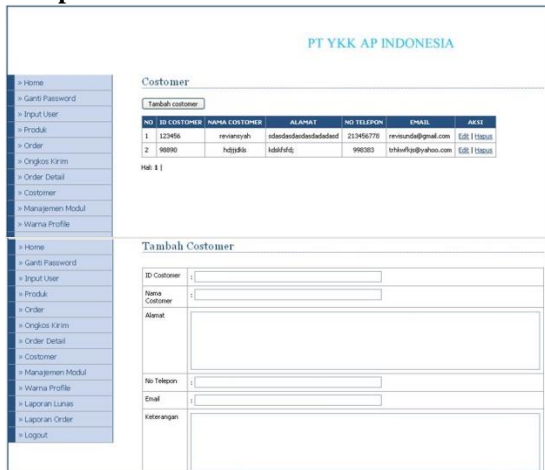 PT YKK AP INDONESIA
» Home
» Ganti Password
» Input User
» Produk
» Order
» Ongkos Kirim
» Order Detail
» Costomer
» Manajemen Modul
» Warna Profile
Costomer
Tambah costomer
NO ID COSTOMER NAMA COSTOMER ALAMAT NO TELEPON EMAIL AKSI
1 123456 reviansyah sdasdasdasdadadasd 213456778 revisunda@gmail.com Edit | Hapus
2 98890 hdjjjdkls kdskfsfd; 998383 @yahoo.com Edit | Hapus
Hal: 1 |
» Home
» Ganti Password
» Input User
» Produk
» Order
» Ongkos Kirim
» Order Detail
» Costomer
» Manajemen Modul
» Warna Profile
» Laporan Lunas
» Laporan Order
» Logout
Tambah Costomer
ID Costomer :
Nama Costomer :
Alamat
No Telepon :
Email :
Keterangan